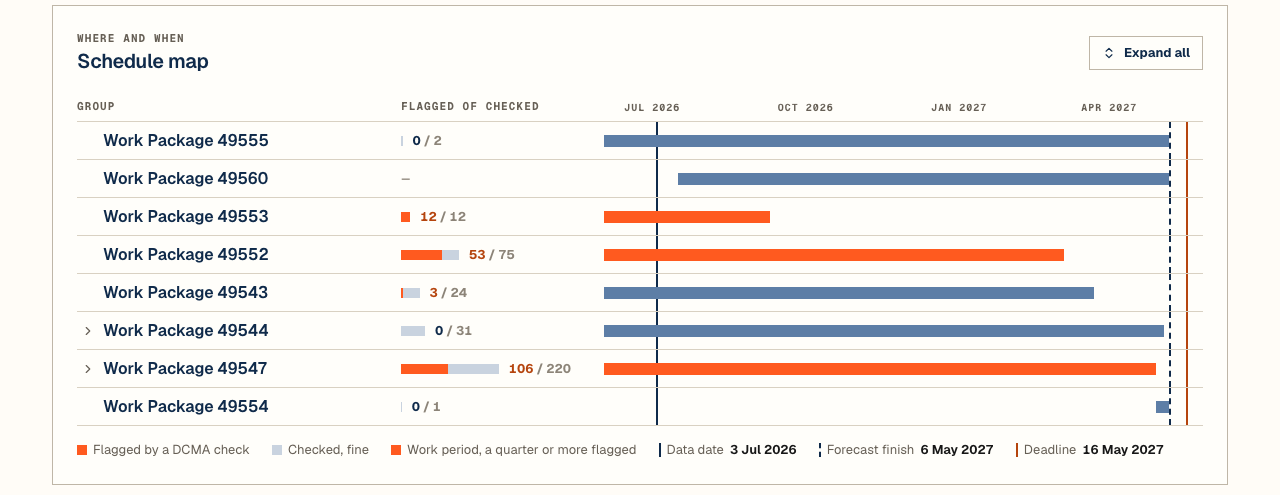 WHERE AND WHEN
Schedule map
Expand all
GROUP FLAGGED OF CHECKED JUL 2026 OCT 2026 JAN 2027 APR 2027
Work Package 49555 0 / 2
Work Package 49560 –
Work Package 49553 12 / 12
Work Package 49552 53 / 75
Work Package 49543 3 / 24
Work Package 49544 0 / 31
Work Package 49547 106 / 220
Work Package 49554 0 / 1
Flagged by a DCMA check Checked, fine Work period, a quarter or more flagged Data date 3 Jul 2026 Forecast finish 6 May 2027 Deadline 16 May 2027